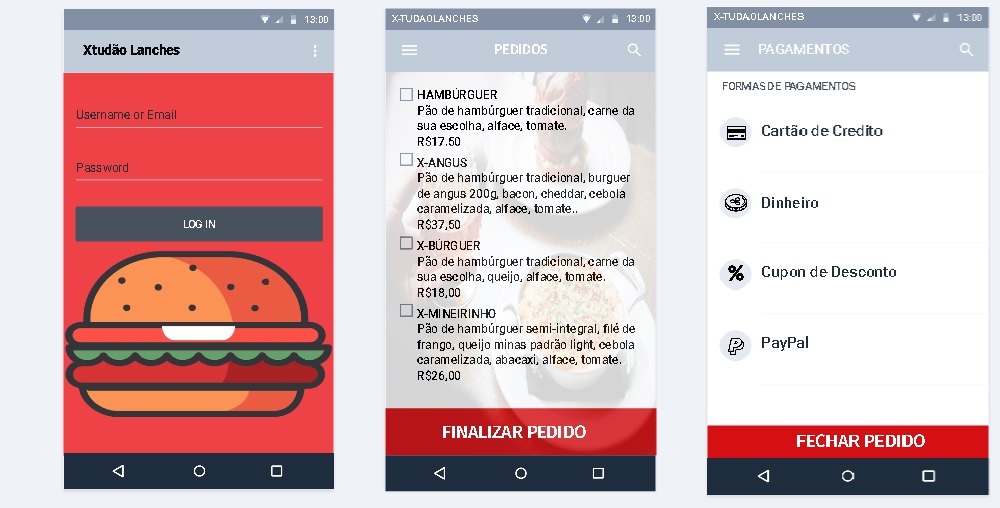 13:00
Xtudão Lanches
Username or Email
Password
LOG IN
X-TUDAOLANCHES
13:00
PEDIDOS
HAMBÚRGUER
Pão de hambúrguer tradicional, carne da
sua escolha, alface, tomate.
R$17.50
X-ANGUS
Pão de hambúrguer tradicional, burguer
de angus 200g, bacon, cheddar, cebola
caramelizada, alface, tomate..
R$37,50
X-BÚRGUER
Pão de hambúrguer tradicional, carne da
sua escolha, queijo, alface, tomate.
R$18,00
X-MINEIRINHO
Pão de hambúrguer semi-integral, filé de
frango, queijo minas padrão light, cebola
caramelizada, abacaxi, alface, tomate.
R$26,00
FINALIZAR PEDIDO
X-TUDAOLANCHES
13:00
PAGAMENTOS
FORMAS DE PAGAMENTOS
Cartão de Credito
Dinheiro
Cupon de Desconto
PayPal
FECHAR PEDIDO